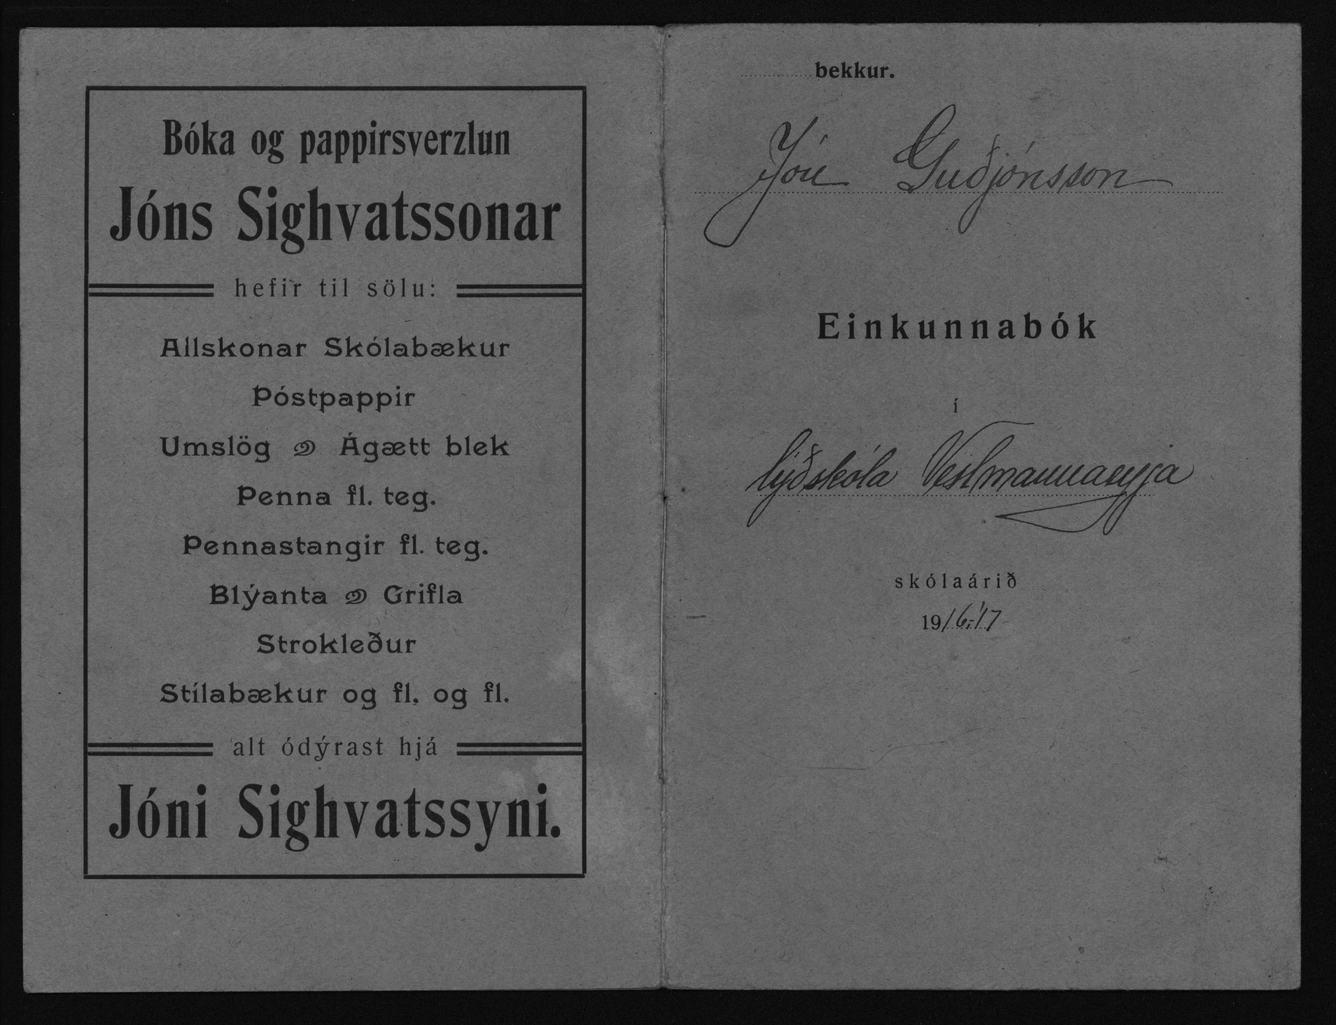 Bóka og pappirsverzlun
Jóns Sighvatssonar
hefir til sölu:
Allskonar Skólabækur
Póstpappir
Umslög Ágætt blek
Penna fl. teg.
Pennastangir fl. teg.
Blýanta Grifla
Strokleður
Stílabækur og fl. og fl.
alt ódýrast hjá
Jóni Sighvatssyni.
bekkur.
Jón Guðjónsson
Einkunnabók
í
lýðskóla Vestmannaeyja
skólaárið
1916-'17